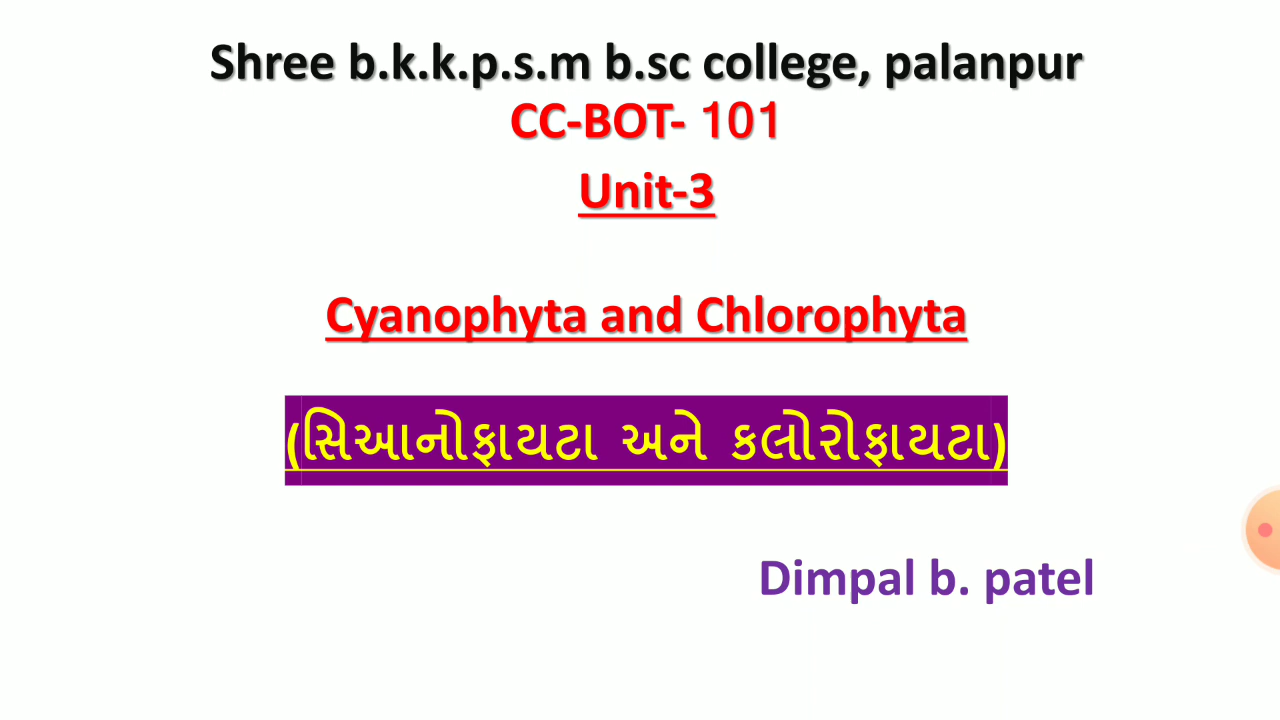 Shree b.k.k.p.s.m b.sc college, palanpur
CC-BOT- 101
Unit-3
Cyanophyta and Chlorophyta
(સિઆનોફાયટા અને કલોરોફાયટા)
Dimpal b. patel